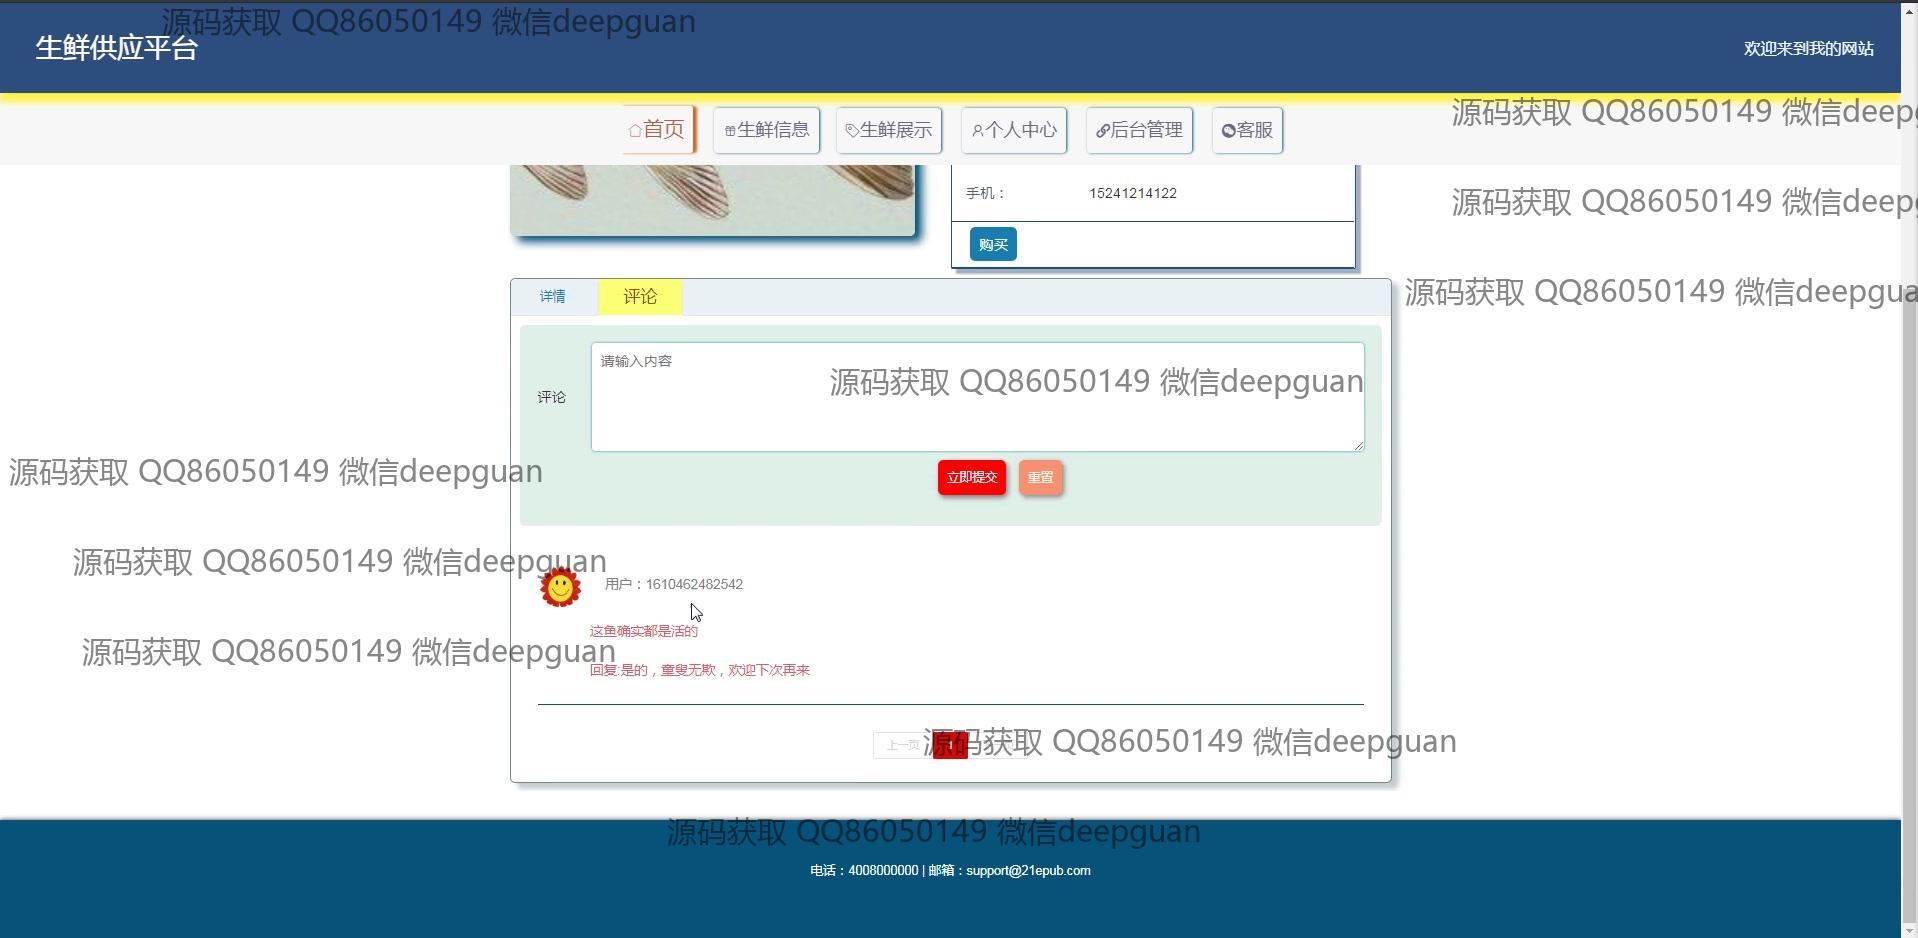 源码获取 QQ86050149 微信deepguan
生鲜供应平台
欢迎来到我的网站
源码获取 QQ86050149 微信deepg
首页 生鲜信息 生鲜展示 个人中心 后台管理 客服
手机： 15241214122
源码获取 QQ86050149 微信deepg
购买
源码获取 QQ86050149 微信deepgua
详情 评论
请输入内容
源码获取 QQ86050149 微信deepguan
评论
立即提交 重置
源码获取 QQ86050149 微信deepguan
源码获取 QQ86050149 微信deepguan
用户：1610462482542
这鱼确实都是活的
源码获取 QQ86050149 微信deepguan
回复:是的，童叟无欺，欢迎下次再来
上一页
源码获取 QQ86050149 微信deepguan
源码获取 QQ86050149 微信deepguan
电话：4008000000 | 邮箱：support@21epub.com